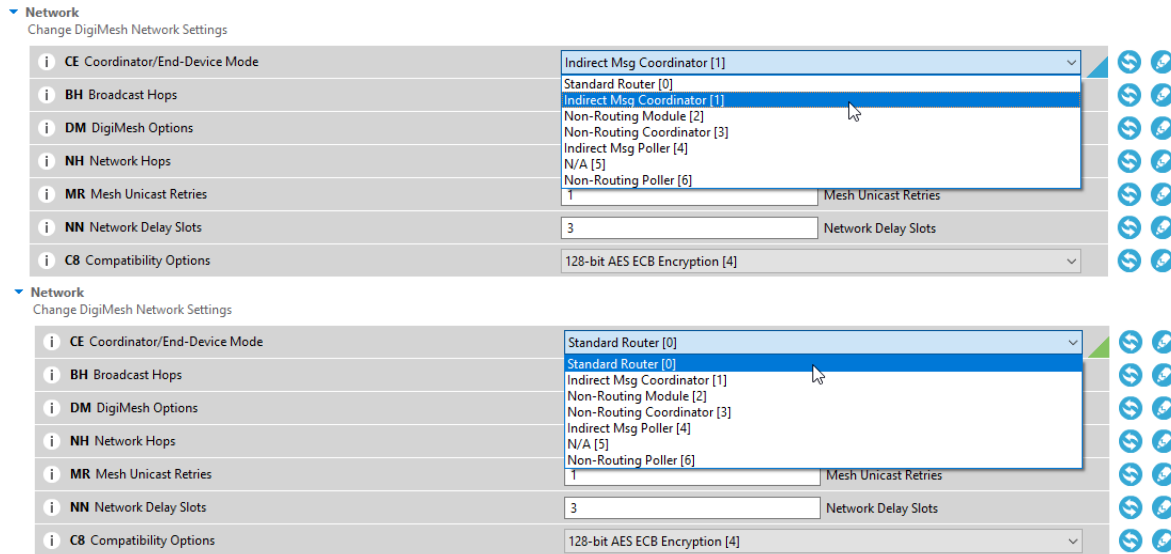 Network
Change DigiMesh Network Settings
i CE Coordinator/End-Device Mode Indirect Msg Coordinator [1]
Standard Router [0]
i BH Broadcast Hops Indirect Msg Coordinator [1]
Non-Routing Module [2]
i DM DigiMesh Options Non-Routing Coordinator [3]
Indirect Msg Poller [4]
i NH Network Hops N/A [5]
Non-Routing Poller [6]
i MR Mesh Unicast Retries 1 Mesh Unicast Retries
i NN Network Delay Slots 3 Network Delay Slots
i C8 Compatibility Options 128-bit AES ECB Encryption [4]
Network
Change DigiMesh Network Settings
i CE Coordinator/End-Device Mode Standard Router [0]
Standard Router [0]
i BH Broadcast Hops Indirect Msg Coordinator [1]
Non-Routing Module [2]
i DM DigiMesh Options Non-Routing Coordinator [3]
Indirect Msg Poller [4]
i NH Network Hops N/A [5]
Non-Routing Poller [6]
i MR Mesh Unicast Retries 1 Mesh Unicast Retries
i NN Network Delay Slots 3 Network Delay Slots
i C8 Compatibility Options 128-bit AES ECB Encryption [4]